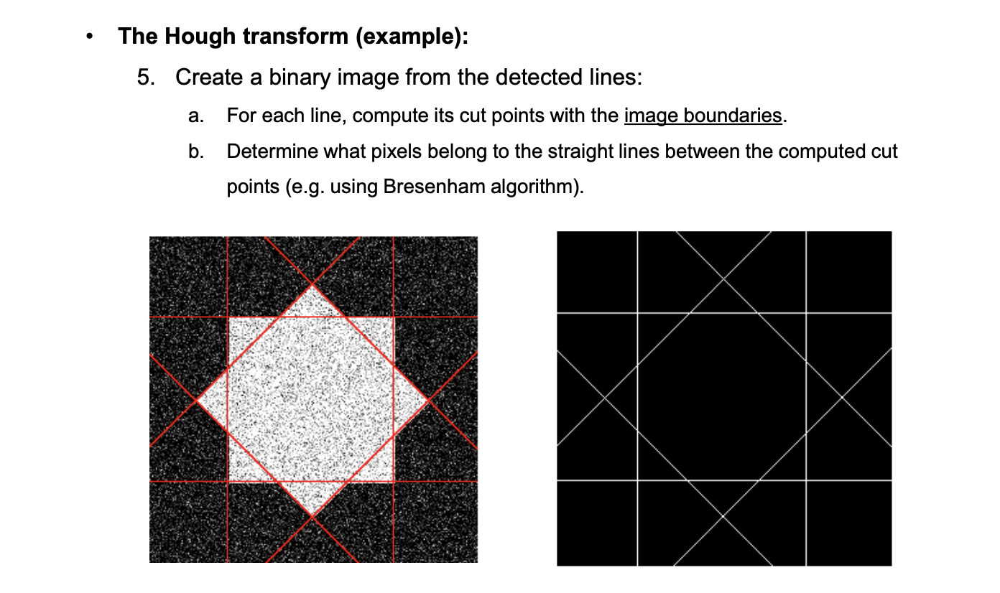 • The Hough transform (example):
5. Create a binary image from the detected lines:
a. For each line, compute its cut points with the image boundaries.
b. Determine what pixels belong to the straight lines between the computed cut
points (e.g. using Bresenham algorithm).